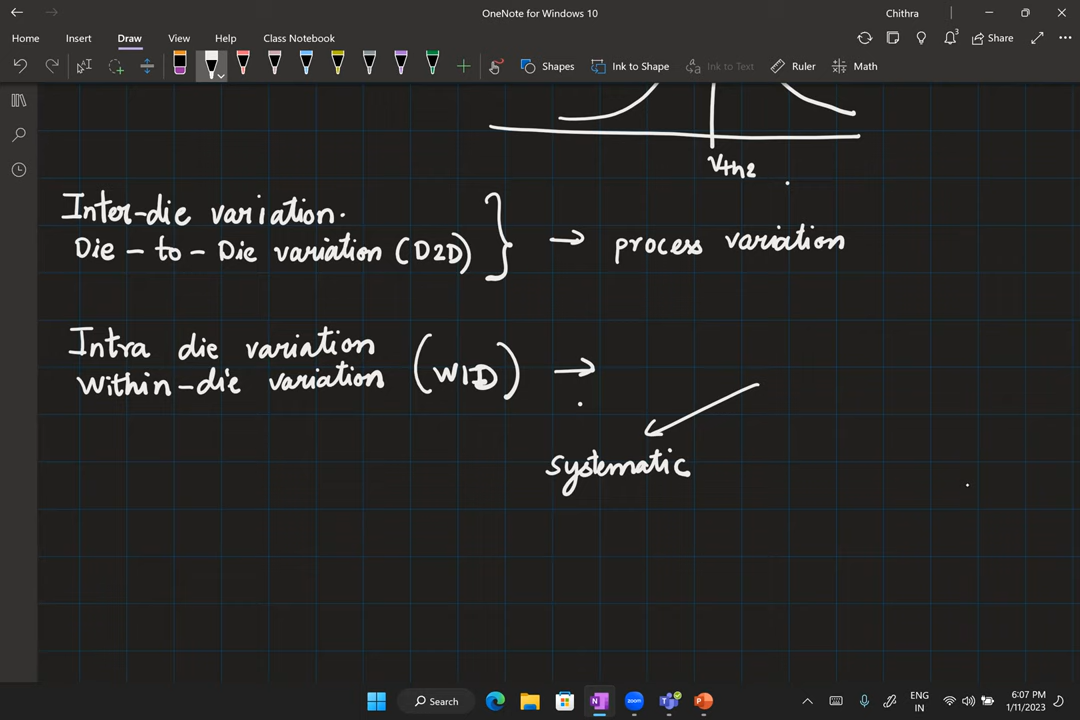 OneNote for Windows 10
Chithra
Home Insert Draw View Help Class Notebook
Share
Shapes Ink to Shape Ink to Text Ruler Math
Vth2
Inter-die variation.
Die - to - Die variation (D2D)
→ process variation
Intra die variation
Within-die variation (WID) →
systematic
Search
zoom
ENG
IN
6:07 PM
1/11/2023